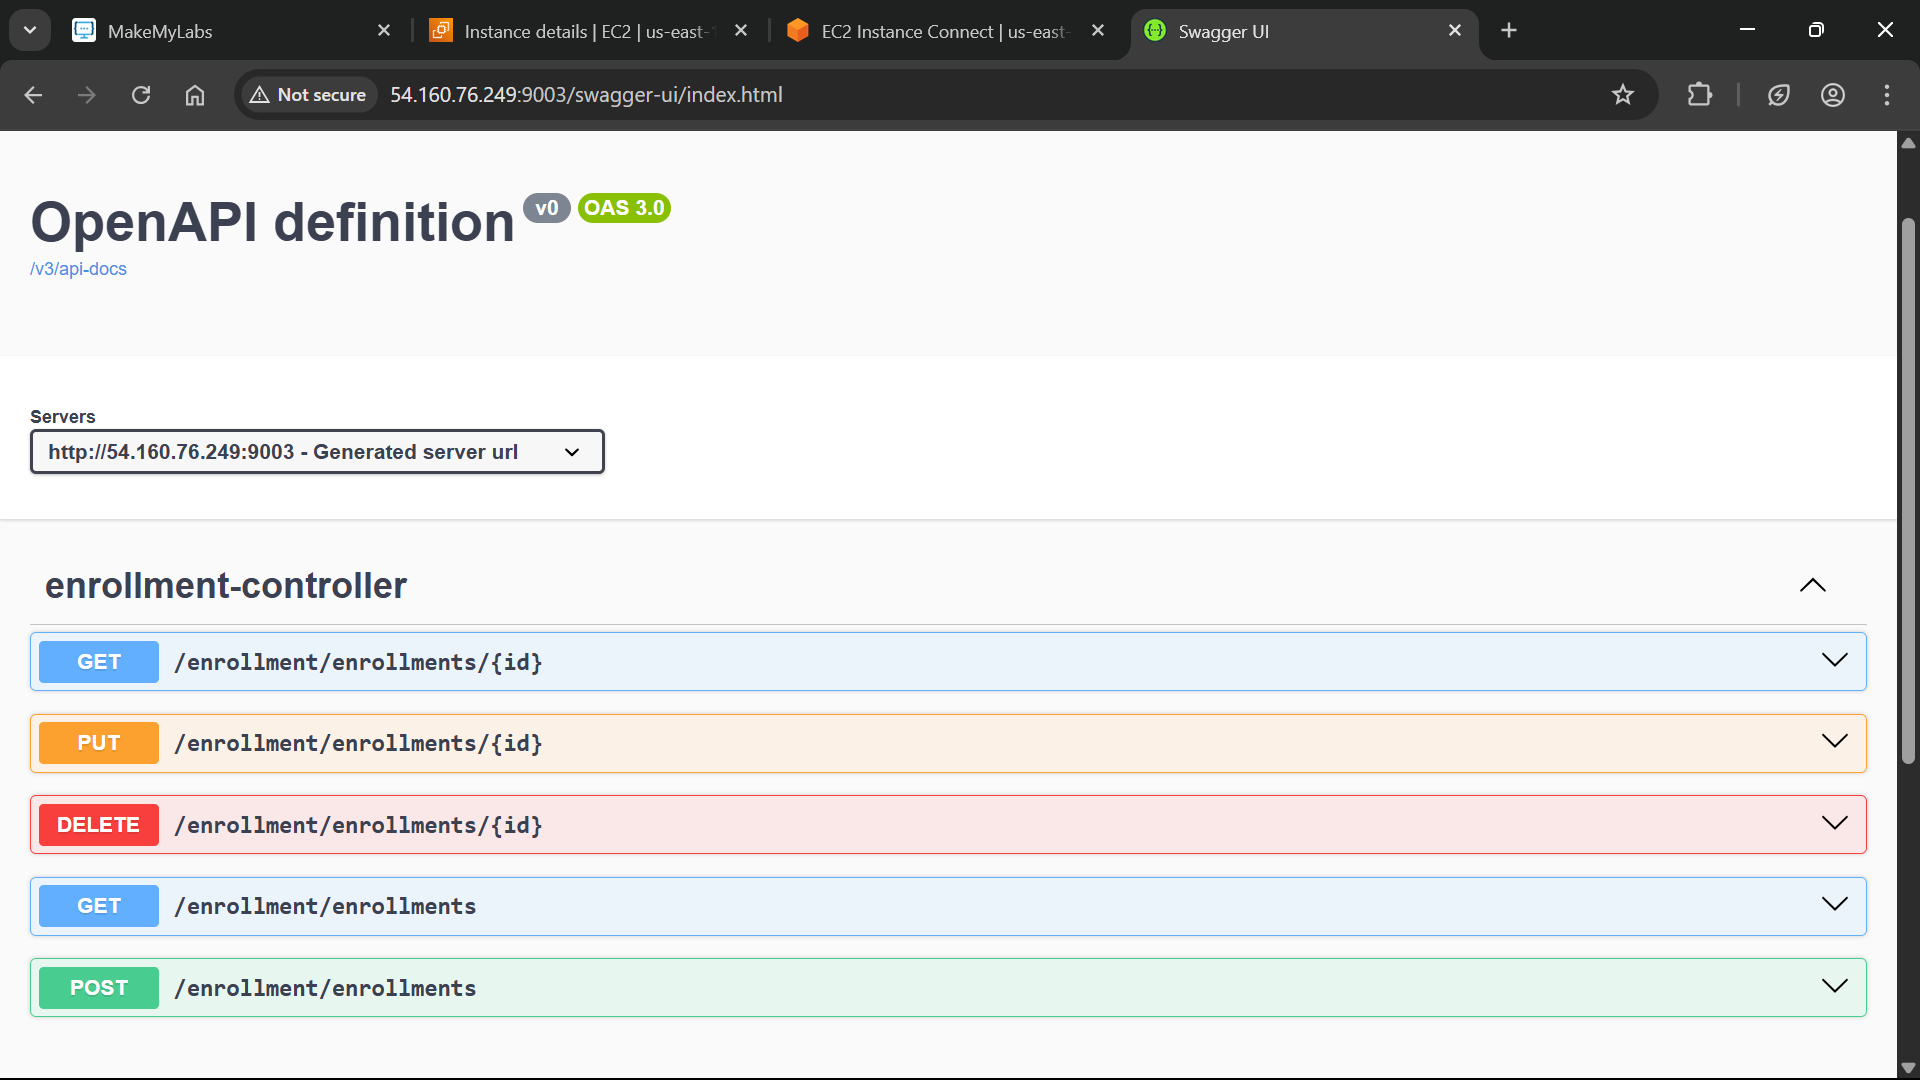 MakeMyLabs
Instance details | EC2 | us-east-1
EC2 Instance Connect | us-east-
Swagger UI
Not secure
54.160.76.249:9003/swagger-ui/index.html
OpenAPI definition v0 OAS 3.0
/v3/api-docs
Servers
http://54.160.76.249:9003 - Generated server url
enrollment-controller
GET /enrollment/enrollments/{id}
PUT /enrollment/enrollments/{id}
DELETE /enrollment/enrollments/{id}
GET /enrollment/enrollments
POST /enrollment/enrollments